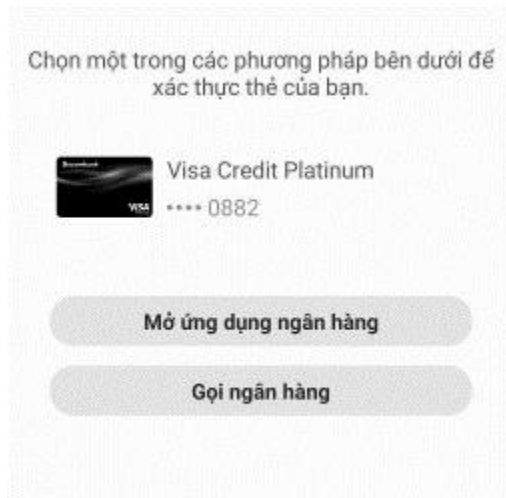 Chọn một trong các phương pháp bên dưới để
xác thực thẻ của bạn.
Visa Credit Platinum
•••• 0882
VISA
Mở ứng dụng ngân hàng
Gọi ngân hàng